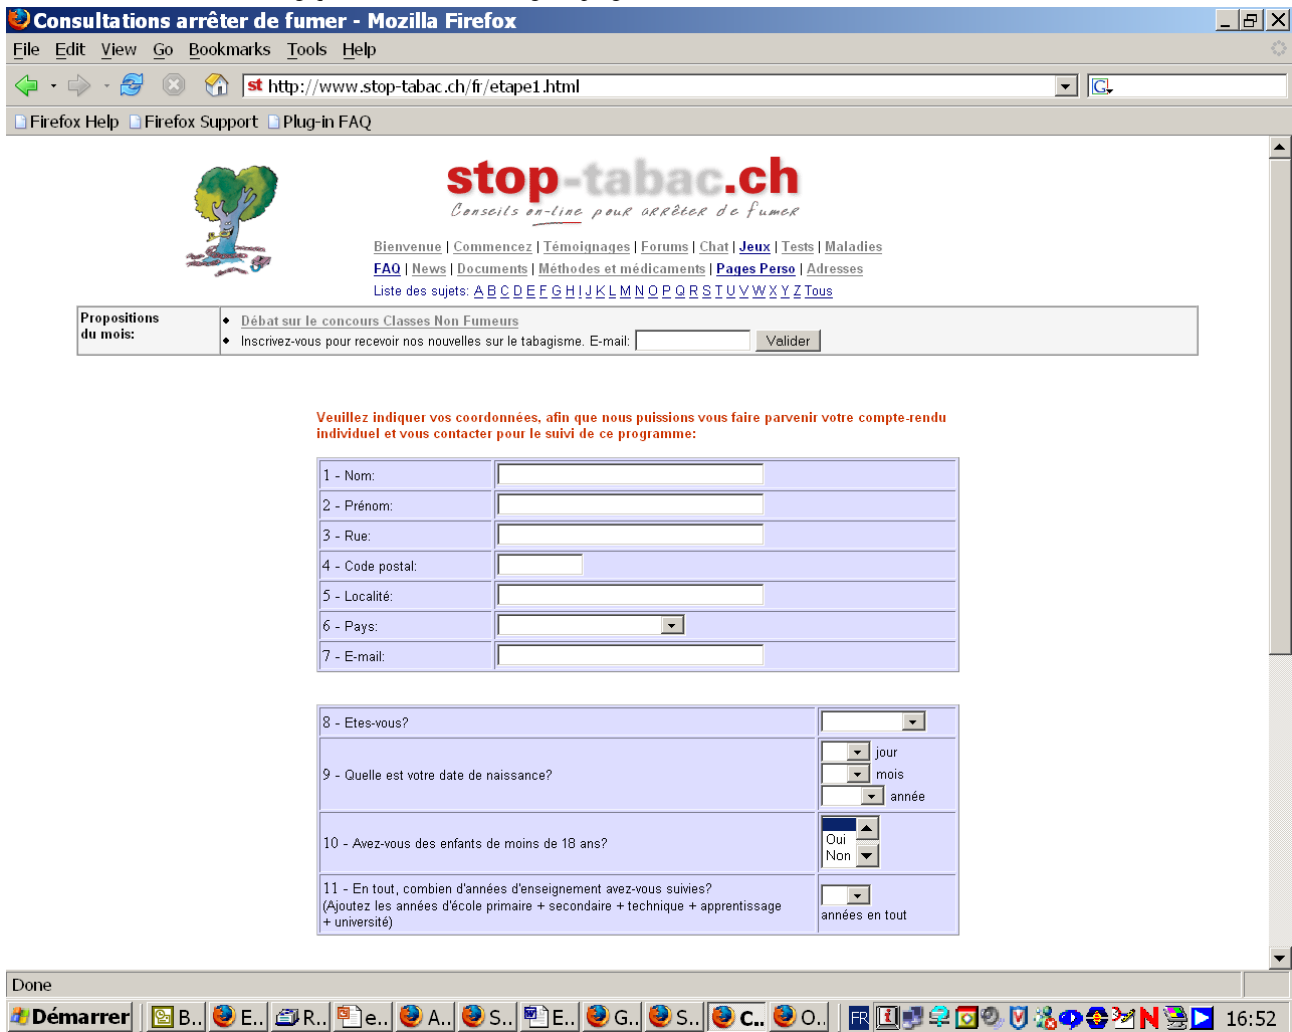 Consultations arrêter de fumer - Mozilla Firefox
File Edit View Go Bookmarks Tools Help
st http://www.stop-tabac.ch/fr/etape1.html G
Firefox Help Firefox Support Plug-in FAQ
stop-tabac.ch
Conseils on-line pour arrêter de fumer
Bienvenue | Commencez | Témoignages | Forums | Chat | Jeux | Tests | Maladies
FAQ | News | Documents | Méthodes et médicaments | Pages Perso | Adresses
Liste des sujets: A B C D E F G H I J K L M N O P Q R S T U V W X Y Z Tous
Propositions
du mois:
• Débat sur le concours Classes Non Fumeurs
• Inscrivez-vous pour recevoir nos nouvelles sur le tabagisme. E-mail: Valider
Veuillez indiquer vos coordonnées, afin que nous puissions vous faire parvenir votre compte-rendu
individuel et vous contacter pour le suivi de ce programme:
1 - Nom:
2 - Prénom:
3 - Rue:
4 - Code postal:
5 - Localité:
6 - Pays:
7 - E-mail:
8 - Etes-vous?
9 - Quelle est votre date de naissance?
jour
mois
année
10 - Avez-vous des enfants de moins de 18 ans?
Oui
Non
11 - En tout, combien d'années d'enseignement avez-vous suivies?
(Ajoutez les années d'école primaire + secondaire + technique + apprentissage
+ université)
années en tout
Done
Démarrer B.. E.. R.. e.. A.. S.. E.. G.. S.. C.. O.. FR 16:52